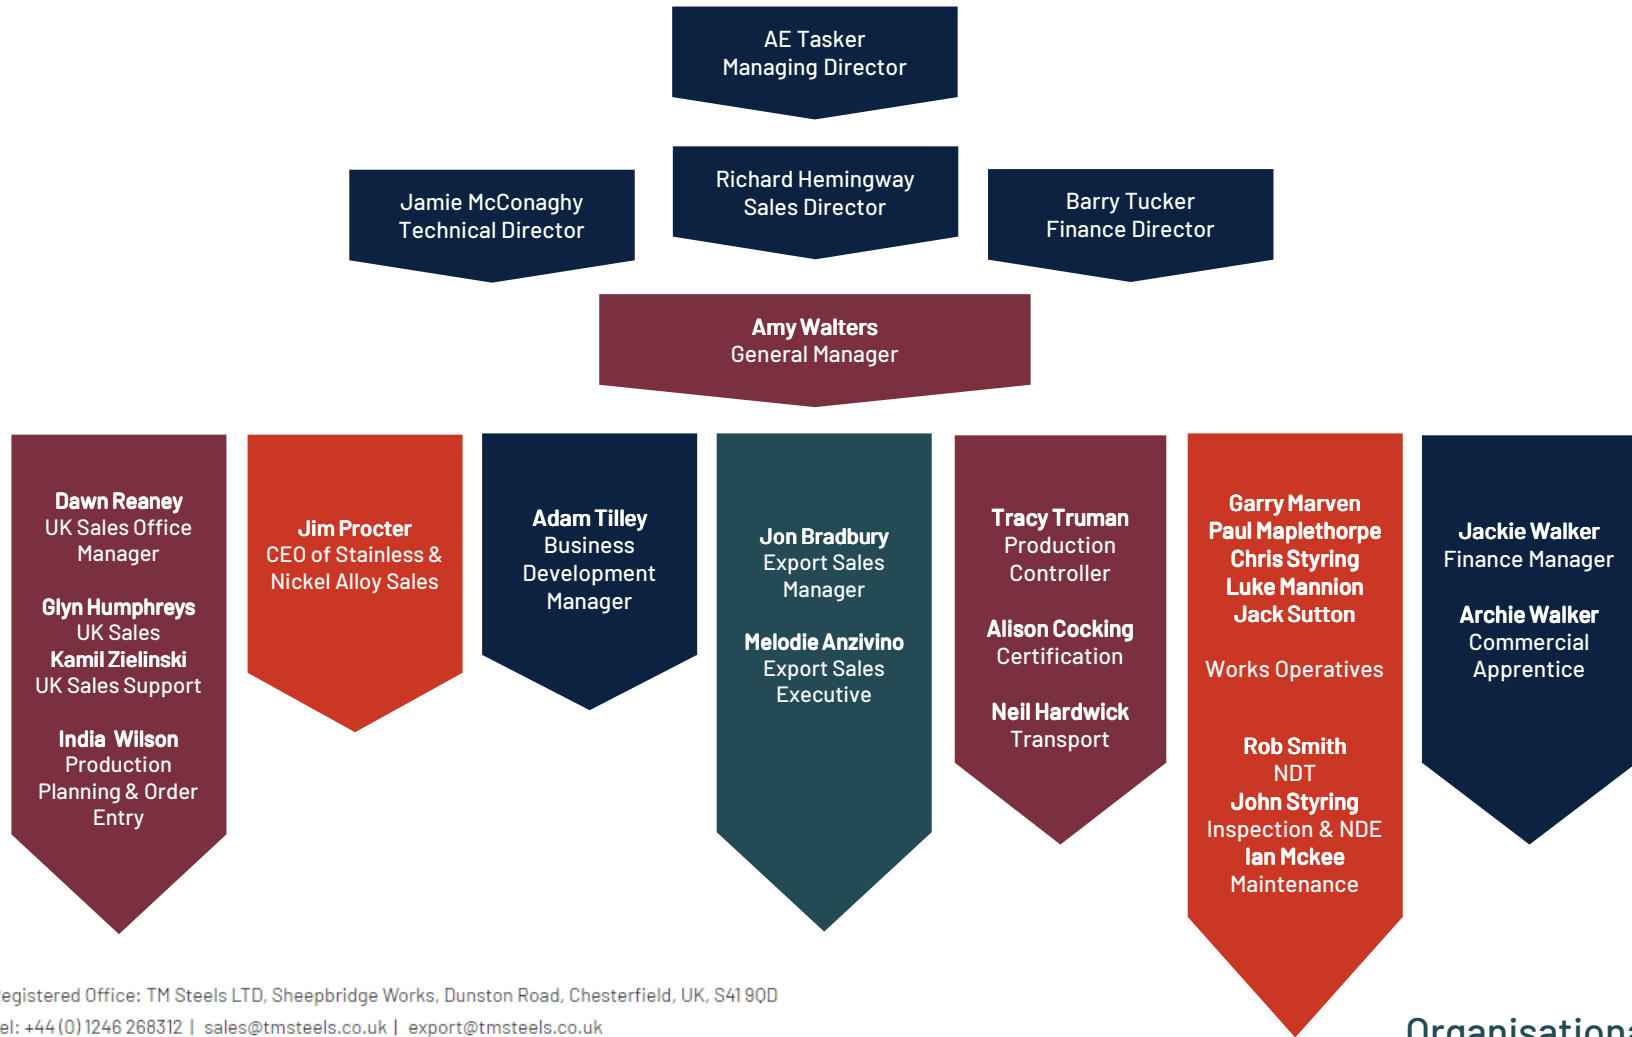 AE Tasker
Managing Director
Jamie McConaghy
Technical Director
Richard Hemingway
Sales Director
Barry Tucker
Finance Director
Amy Walters
General Manager
Dawn Reaney
UK Sales Office
Manager
Glyn Humphreys
UK Sales
Kamil Zielinski
UK Sales Support
India Wilson
Production
Planning & Order
Entry
Jim Procter
CEO of Stainless &
Nickel Alloy Sales
Adam Tilley
Business
Development
Manager
Jon Bradbury
Export Sales
Manager
Melodie Anzivino
Export Sales
Executive
Tracy Truman
Production
Controller
Alison Cocking
Certification
Neil Hardwick
Transport
Garry Marven
Paul Maplethorpe
Chris Styring
Luke Mannion
Jack Sutton
Works Operatives
Rob Smith
NDT
John Styring
Inspection & NDE
Ian Mckee
Maintenance
Jackie Walker
Finance Manager
Archie Walker
Commercial
Apprentice
egistered Office: TM Steels LTD, Sheepbridge Works, Dunston Road, Chesterfield, UK, S41 9QD
el: +44 (0) 1246 268312 | sales@tmsteels.co.uk | export@tmsteels.co.uk
Organisationa